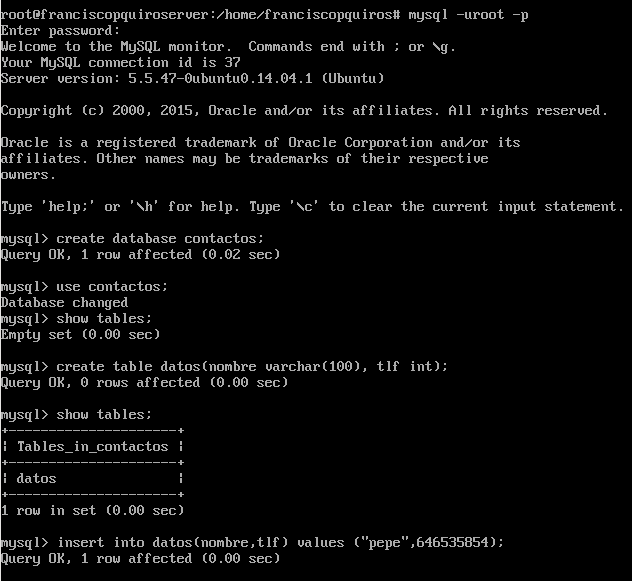 root@franciscopquiroserver:/home/franciscopquiros# mysql -uroot -p
Enter password:
Welcome to the MySQL monitor.  Commands end with ; or \g.
Your MySQL connection id is 37
Server version: 5.5.47-0ubuntu0.14.04.1 (Ubuntu)
Copyright (c) 2000, 2015, Oracle and/or its affiliates. All rights reserved.
Oracle is a registered trademark of Oracle Corporation and/or its
affiliates. Other names may be trademarks of their respective
owners.
Type 'help;' or '\h' for help. Type '\c' to clear the current input statement.
mysql> create database contactos;
Query OK, 1 row affected (0.02 sec)
mysql> use contactos;
Database changed
mysql> show tables;
Empty set (0.00 sec)
mysql> create table datos(nombre varchar(100), tlf int);
Query OK, 0 rows affected (0.00 sec)
mysql> show tables;
+---------------------+
| Tables_in_contactos |
+---------------------+
| datos               |
+---------------------+
1 row in set (0.00 sec)
mysql> insert into datos(nombre,tlf) values ("pepe",646535854);
Query OK, 1 row affected (0.00 sec)